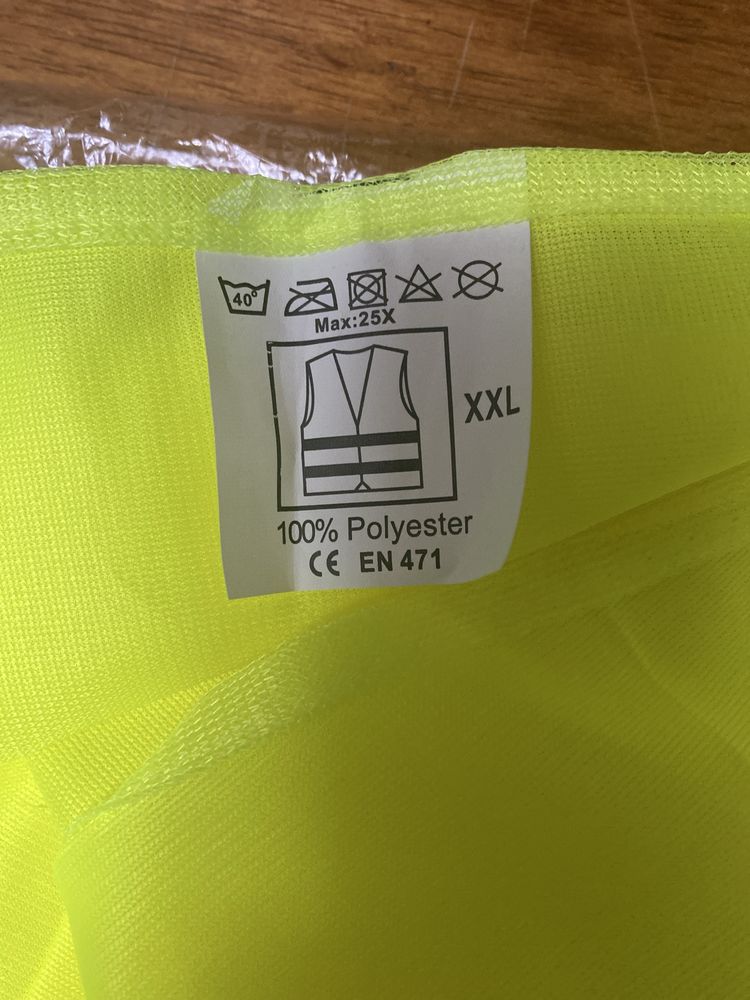 40°
Max:25X
XXL
100% Polyester
CE EN 471